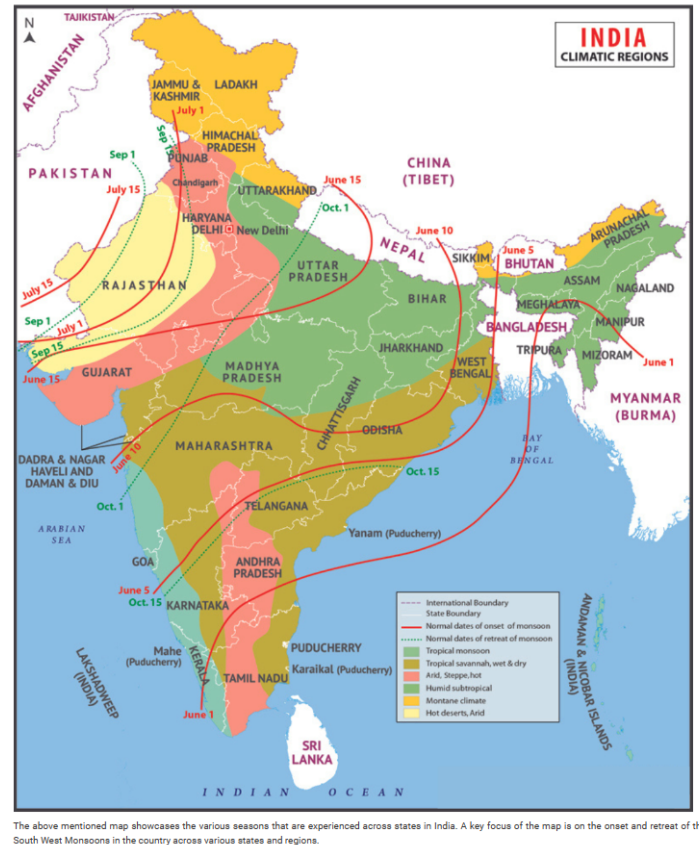 N
TAJIKISTAN
INDIA
CLIMATIC REGIONS
AFGHANISTAN
JAMMU &
KASHMIR
LADAKH
July 1
HIMACHAL
PRADESH
Sep 15
Sep 1
PUNJAB
PAKISTAN
Chandigarh
July 15
UTTARAKHAND
June 15
CHINA
(TIBET)
Oct. 1
HARYANA
DELHI
New Delhi
June 10
NEPAL
SIKKIM
June 5
BHUTAN
ARUNACHAL
PRADESH
RAJASTHAN
UTTAR
PRADESH
ASSAM
NAGALAND
July 15
BIHAR
MEGHALAYA
Sep 1
July 1
BANGLADESH
MANIPUR
Sep 15
JHARKHAND
TRIPURA
MIZORAM
June 1
June 15
GUJARAT
MADHYA
PRADESH
WEST
BENGAL
MYANMAR
(BURMA)
CHHATTISGARH
ODISHA
DADRA & NAGAR
HAVELI AND
DAMAN & DIU
June 10
MAHARASHTRA
BAY
OF
BENGAL
Oct. 15
Oct. 1
TELANGANA
ARABIAN
SEA
Yanam (Puducherry)
GOA
ANDHRA
PRADESH
June 5
Oct. 15
KARNATAKA
International Boundary
State Boundary
Normal dates of onset of monsoon
Normal dates of retreat of monsoon
Tropical monsoon
Tropical savannah, wet & dry
Arid, Steppe, hot
Humid subtropical
Montane climate
Hot deserts, Arid
ANDAMAN & NICOBAR ISLANDS
(INDIA)
LAKSHADWEEP
(INDIA)
Mahe
(Puducherry)
KERALA
PUDUCHERRY
Karaikal (Puducherry)
TAMIL NADU
June 1
SRI
LANKA
INDIAN OCEAN
The above mentioned map showcases the various seasons that are experienced across states in India. A key focus of the map is on the onset and retreat of th
South West Monsoons in the country across various states and regions.